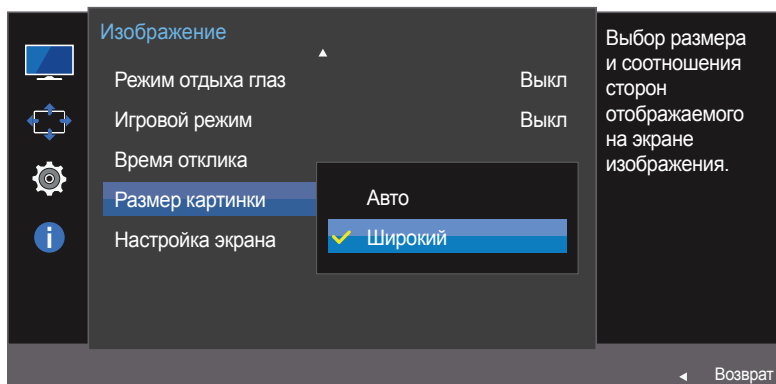 Изображение
Режим отдыха глаз Выкл
Игровой режим Выкл
Время отклика
Размер картинки
Авто
Настройка экрана
Широкий
Выбор размера
и соотношения
сторон
отображаемого
на экране
изображения.
Возврат